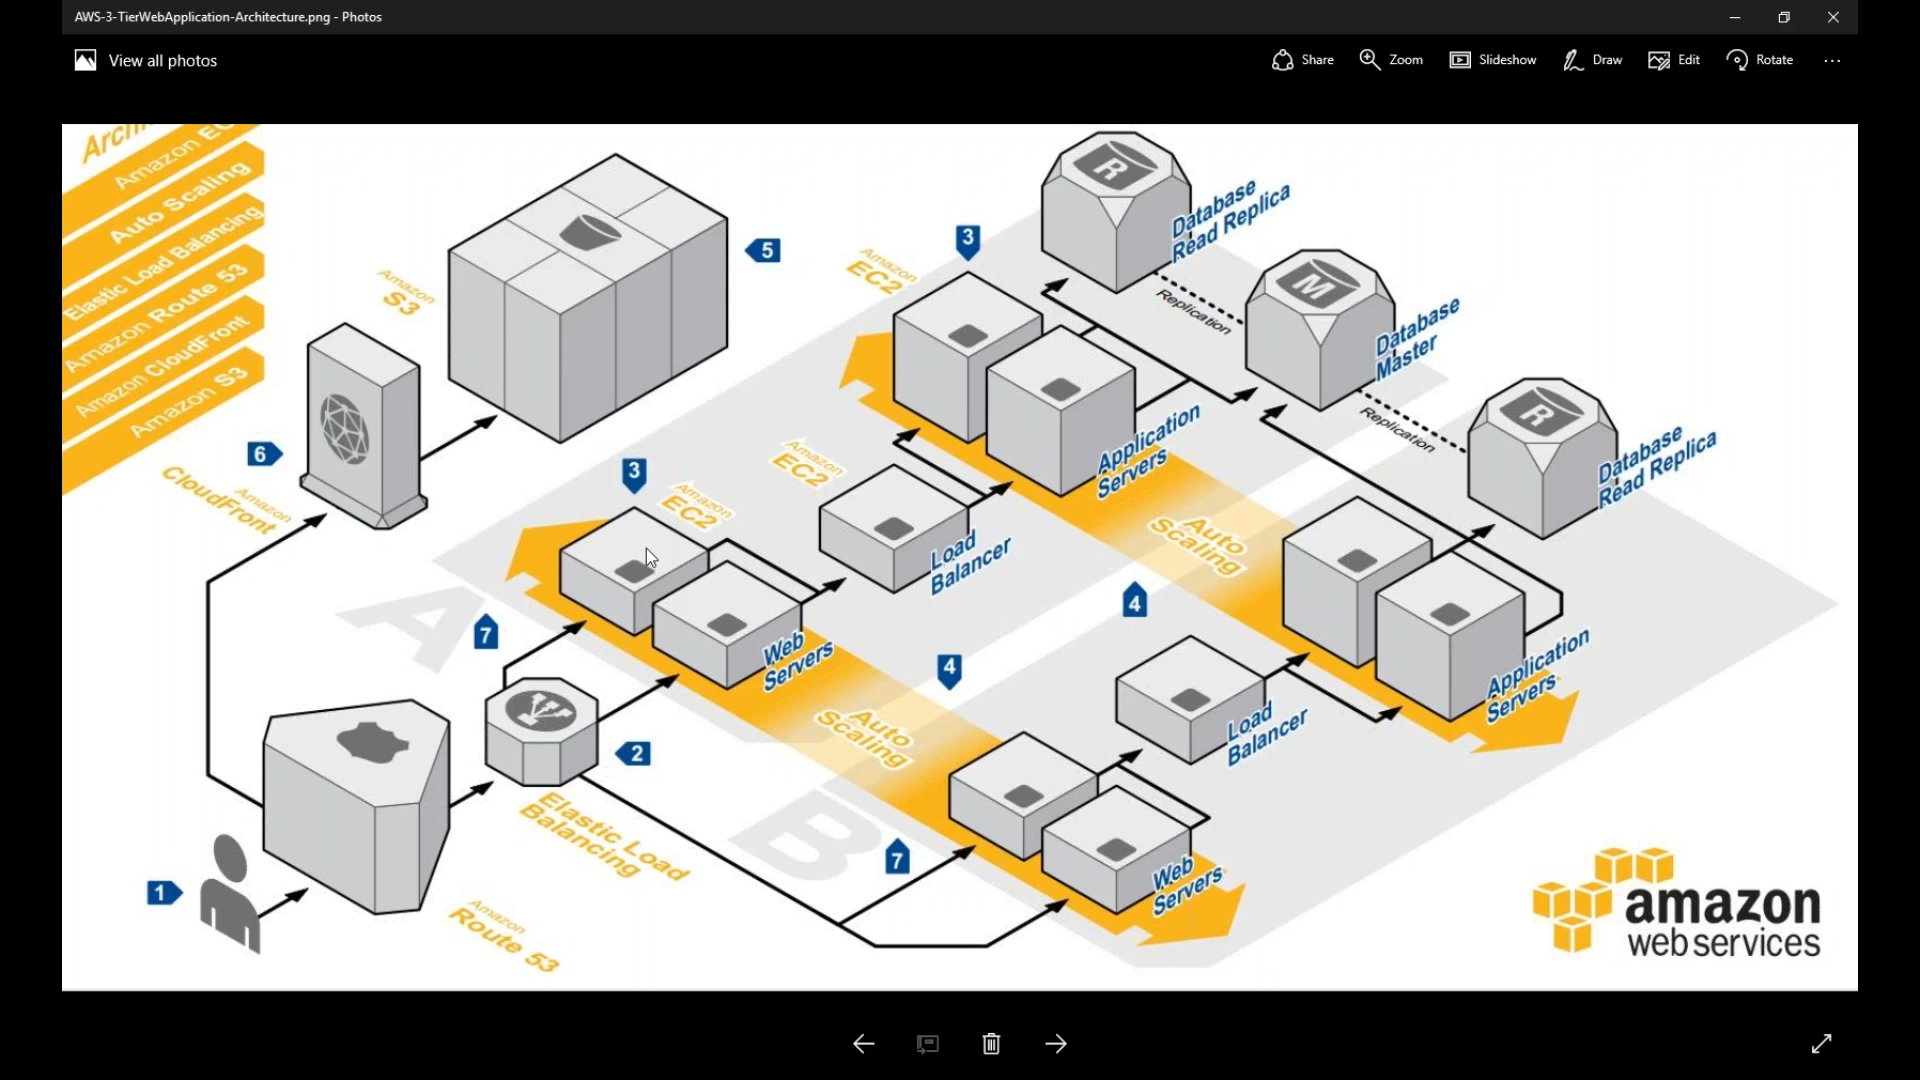 AWS-3-TierWebApplication-Architecture.png - Photos
View all photos
Share
Zoom
Slideshow
Draw
Edit
Rotate
Amazon
Auto Scaling
Elastic Load Balancing
Amazon Route 53
Amazon CloudFront
Amazon S3
Amazon
S3
5
6
Amazon
CloudFront
3
Amazon
EC2
Database
Read Replica
Replication
Database
Master
Replication
Database
Read Replica
Application
Servers
Amazon
EC2
Load
Balancer
3
Amazon
EC2
Auto
Scaling
4
A
7
Web
Servers
4
Application
Servers
Load
Balancer
Auto
Scaling
2
Elastic Load
Balancing
B
7
Web
Servers
1
Amazon
Route 53
R
M
R
amazon
web services